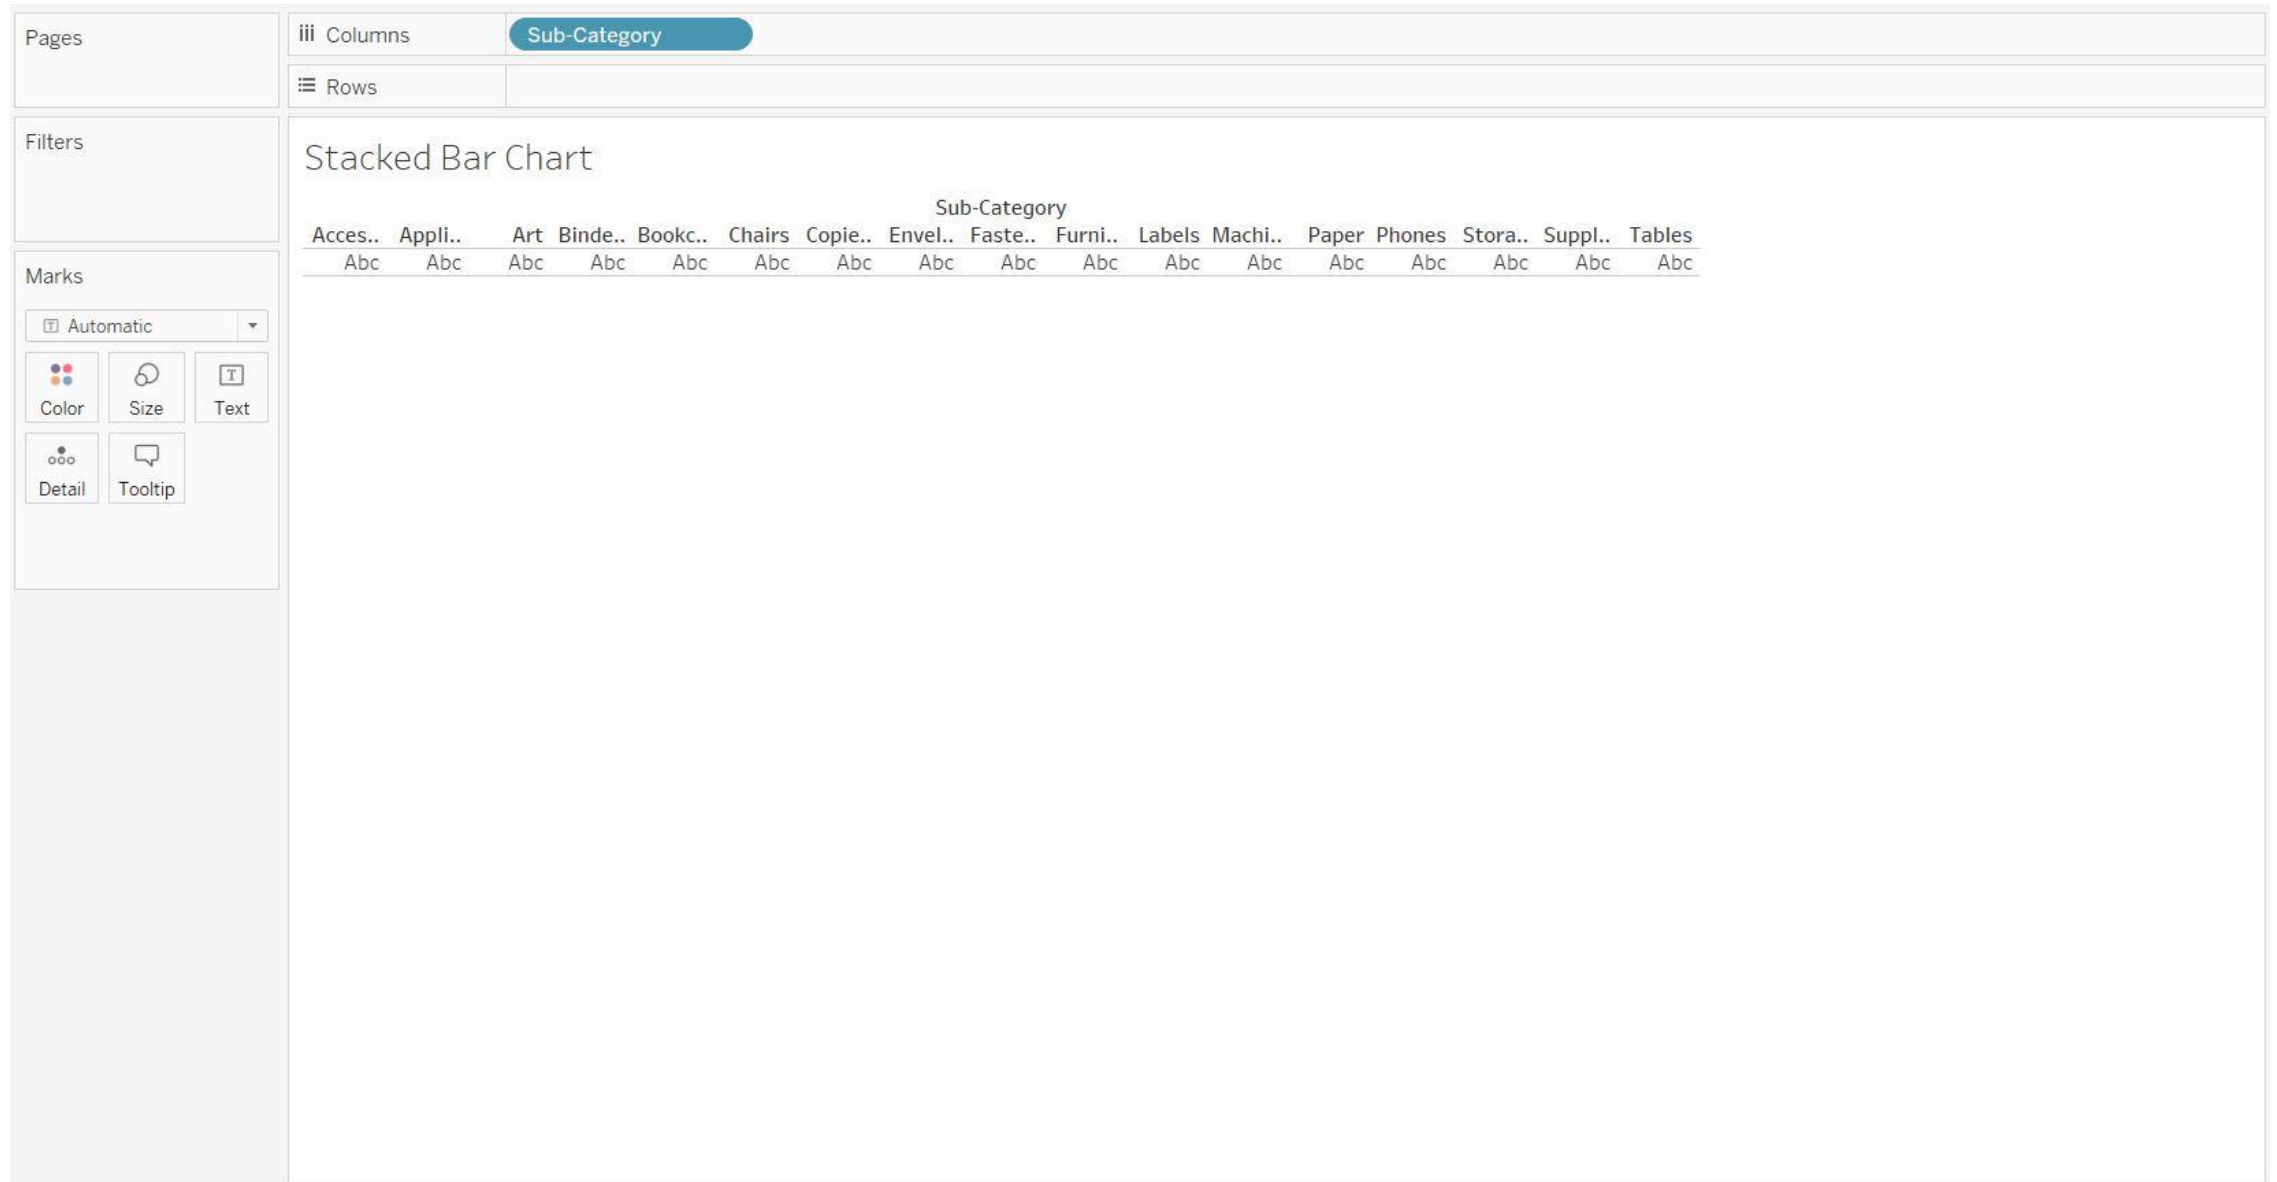 Pages
Columns Sub-Category
Rows
Filters
Marks
Automatic
Color Size Text
Detail Tooltip
Stacked Bar Chart
Sub-Category
Acces.. Appli.. Art Binde.. Bookc.. Chairs Copie.. Envel.. Faste.. Furni.. Labels Machi.. Paper Phones Stora.. Suppl.. Tables
Abc Abc Abc Abc Abc Abc Abc Abc Abc Abc Abc Abc Abc Abc Abc Abc Abc